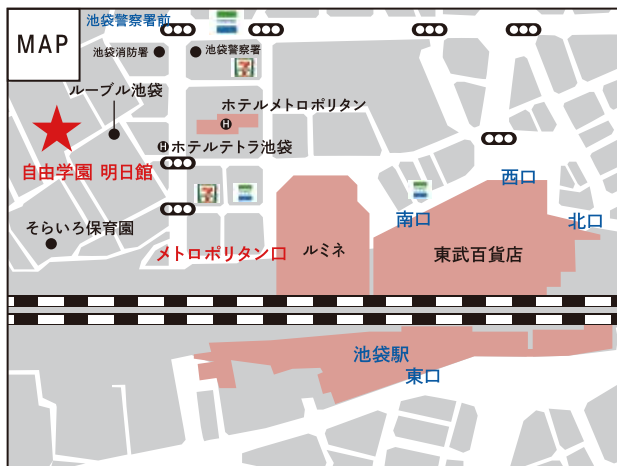 MAP
池袋警察署前
池袋消防署
池袋警察署
ルーブル池袋
ホテルメトロポリタン
H
Hホテルテトラ池袋
自由学園 明日館
西口
南口
北口
そらいろ保育園
メトロポリタン口
ルミネ
東武百貨店
池袋駅
東口